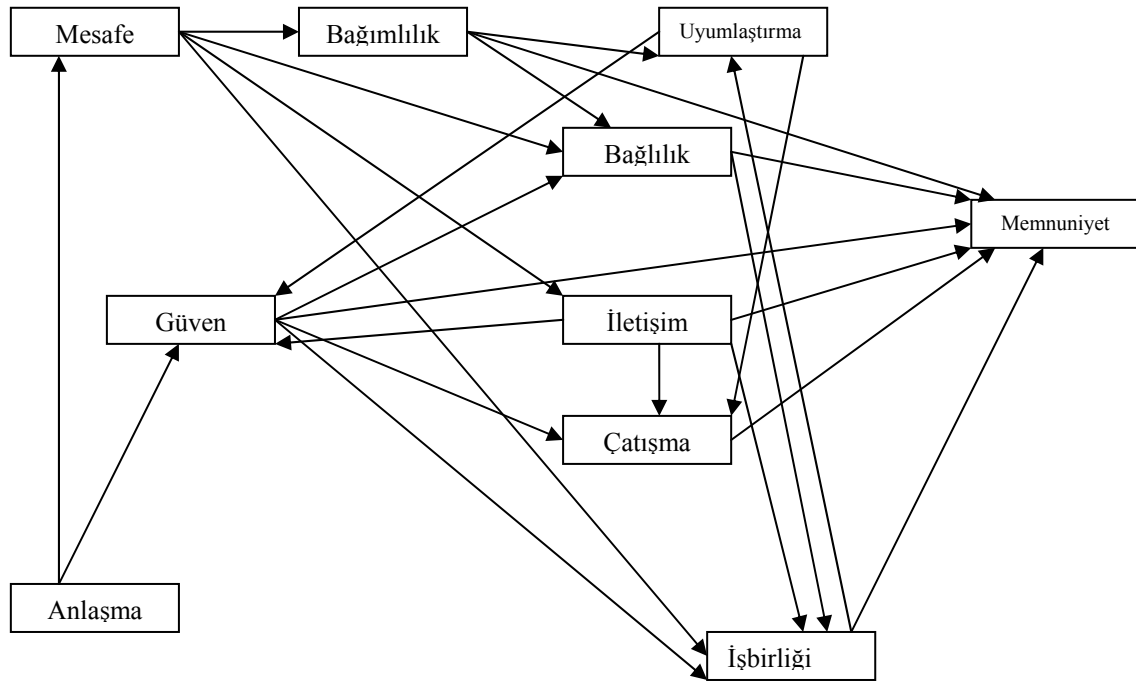 Mesafe
Bağımlılık
Uyumlaştırma
Bağlılık
Memnuniyet
Güven
İletişim
Çatışma
Anlaşma
İşbirliği